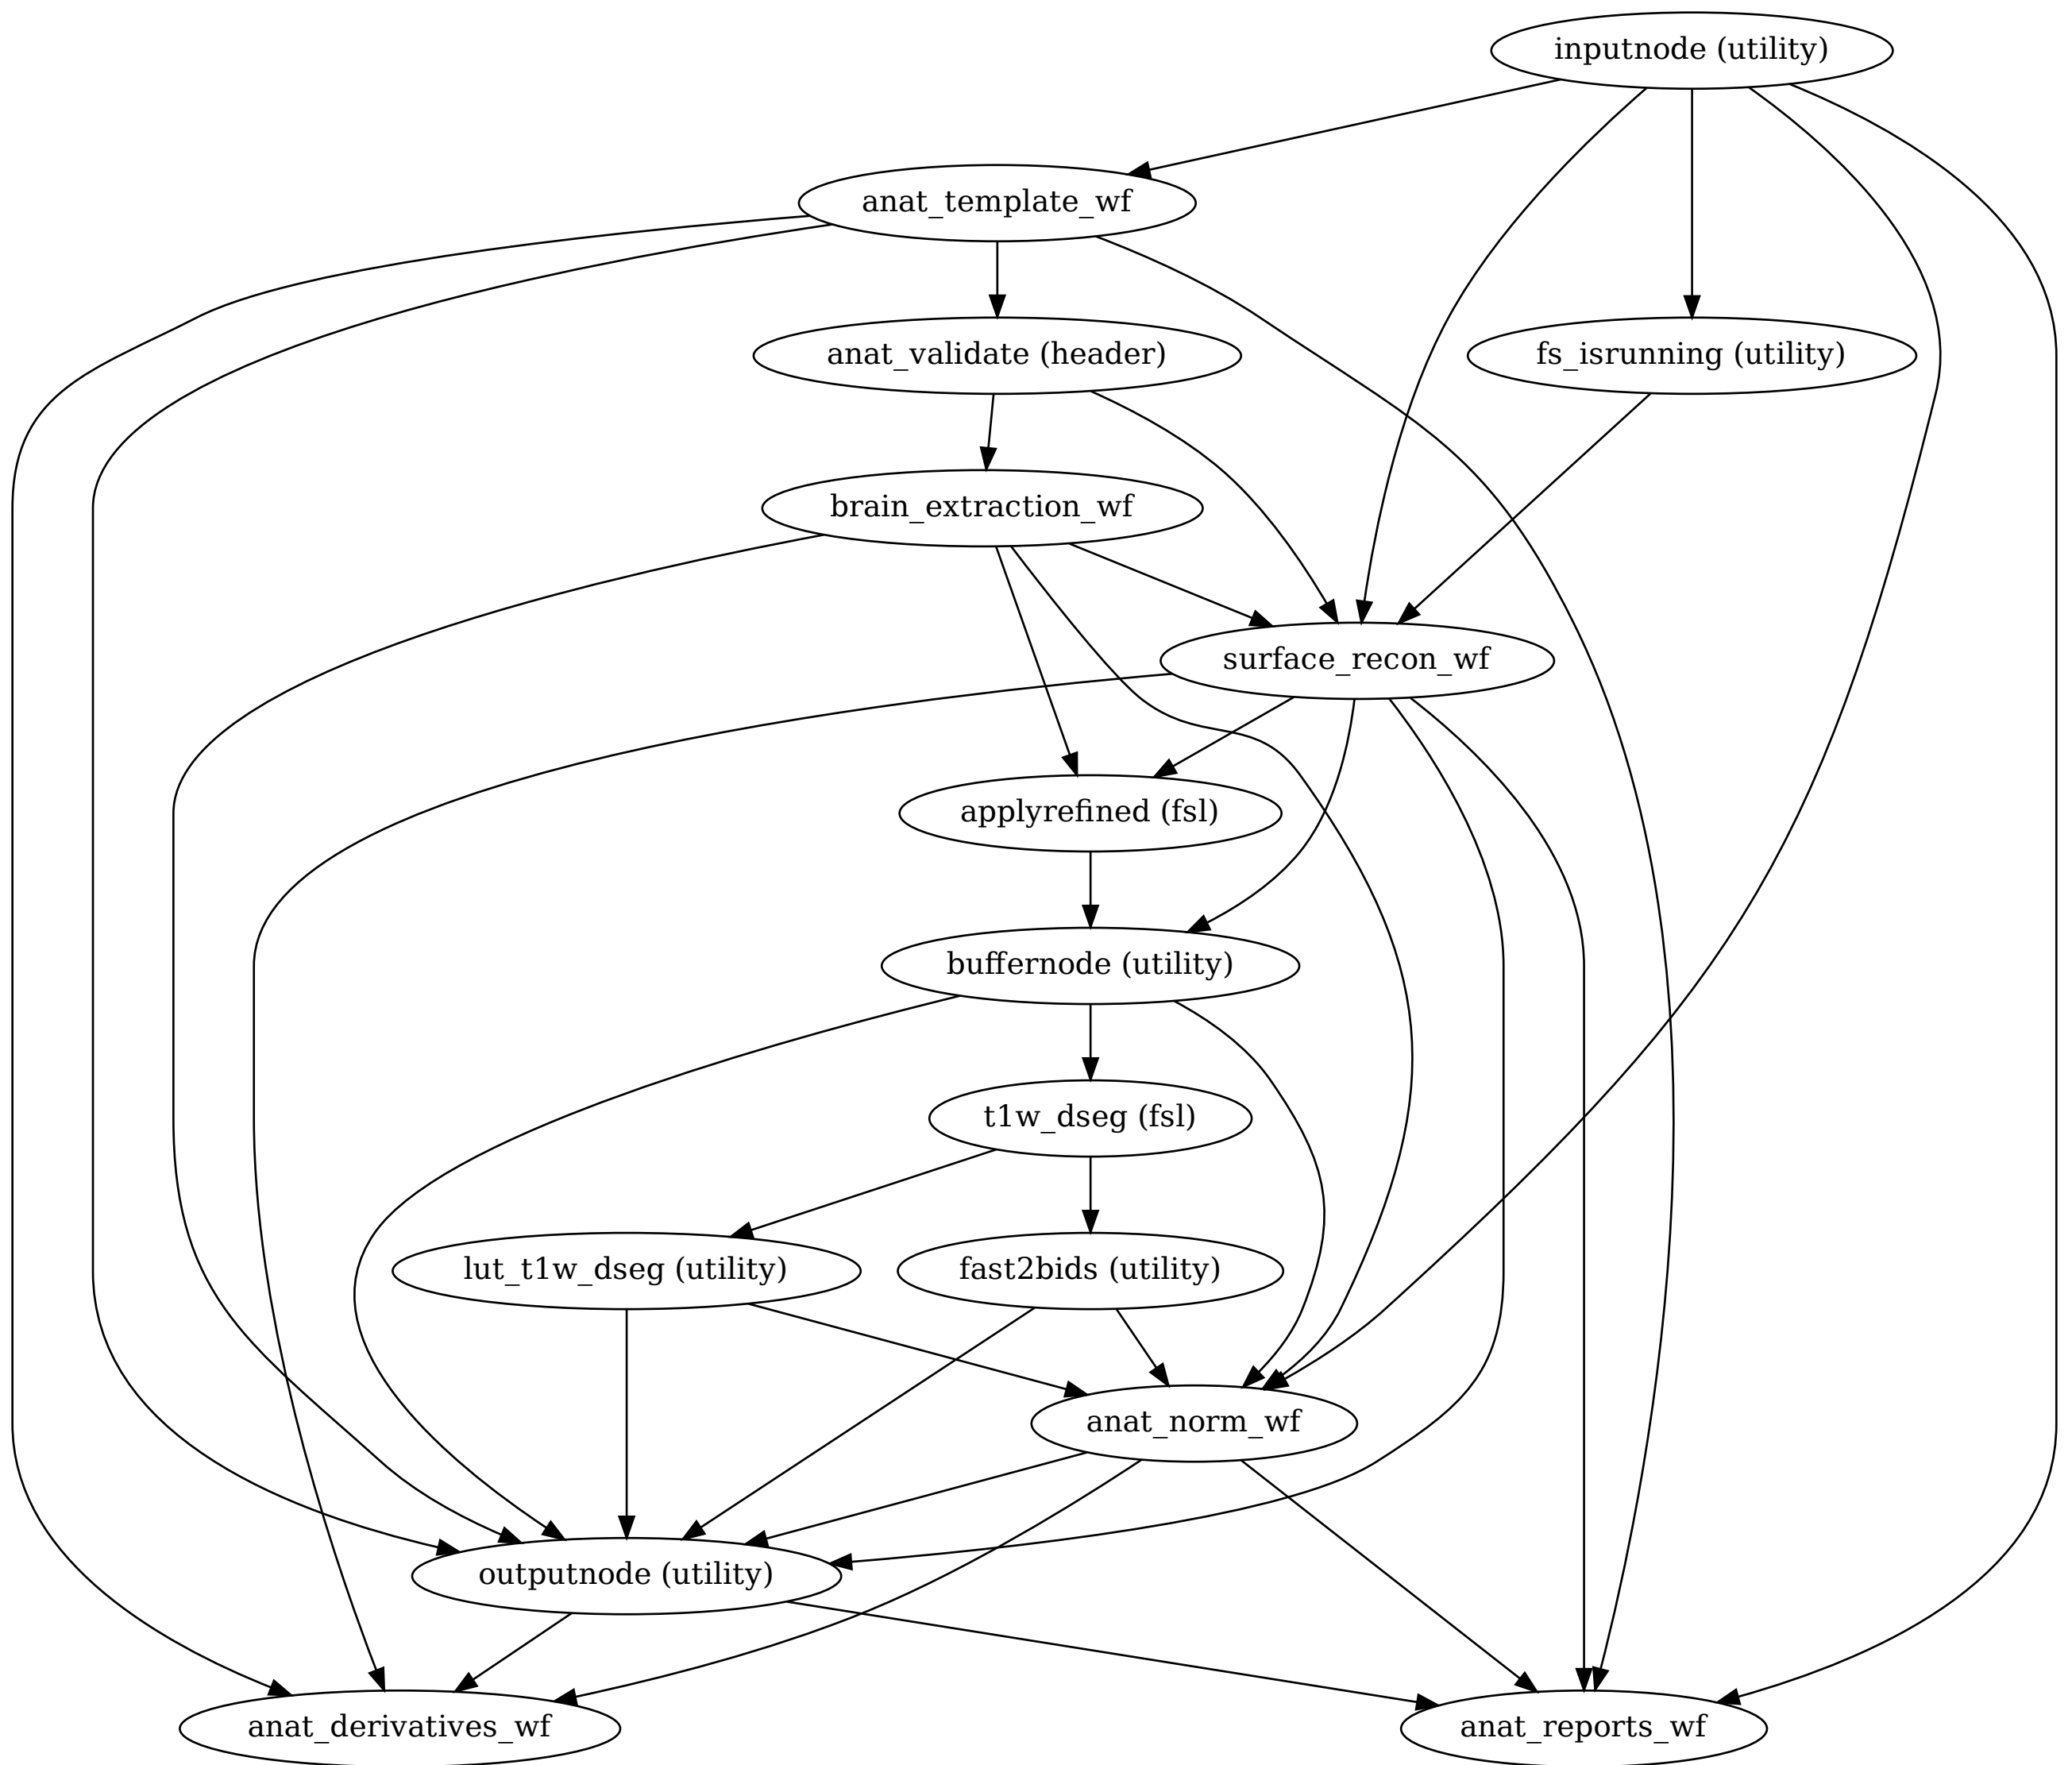 inputnode (utility)
anat_template_wf
anat_validate (header)
fs_isrunning (utility)
brain_extraction_wf
surface_recon_wf
applyrefined (fsl)
buffernode (utility)
t1w_dseg (fsl)
lut_t1w_dseg (utility)
fast2bids (utility)
anat_norm_wf
outputnode (utility)
anat_derivatives_wf
anat_reports_wf